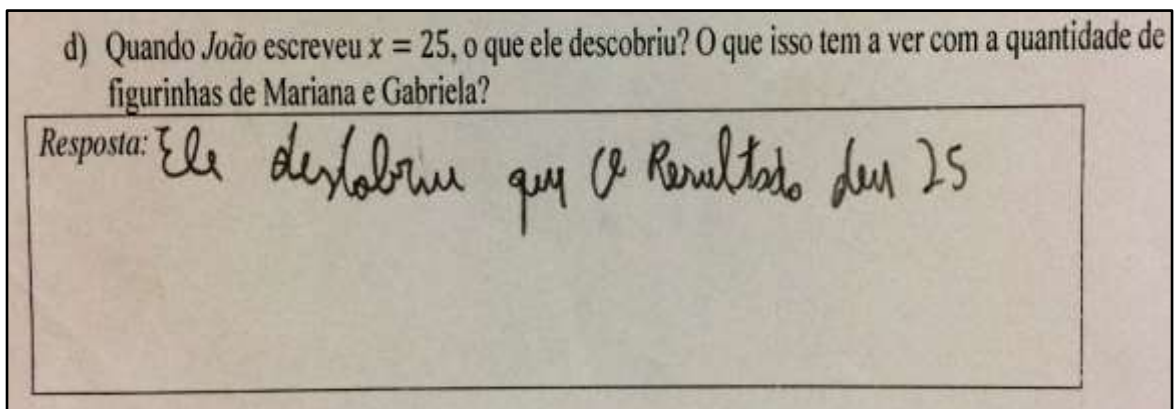 d) Quando João escreveu x = 25, o que ele descobriu? O que isso tem a ver com a quantidade de
figurinhas de Mariana e Gabriela?
Resposta: Ele descobriu que o Resultado deu 25